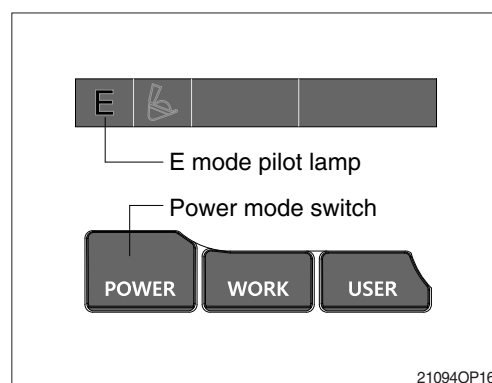 E
E mode pilot lamp
Power mode switch
POWER WORK USER
21094OP16